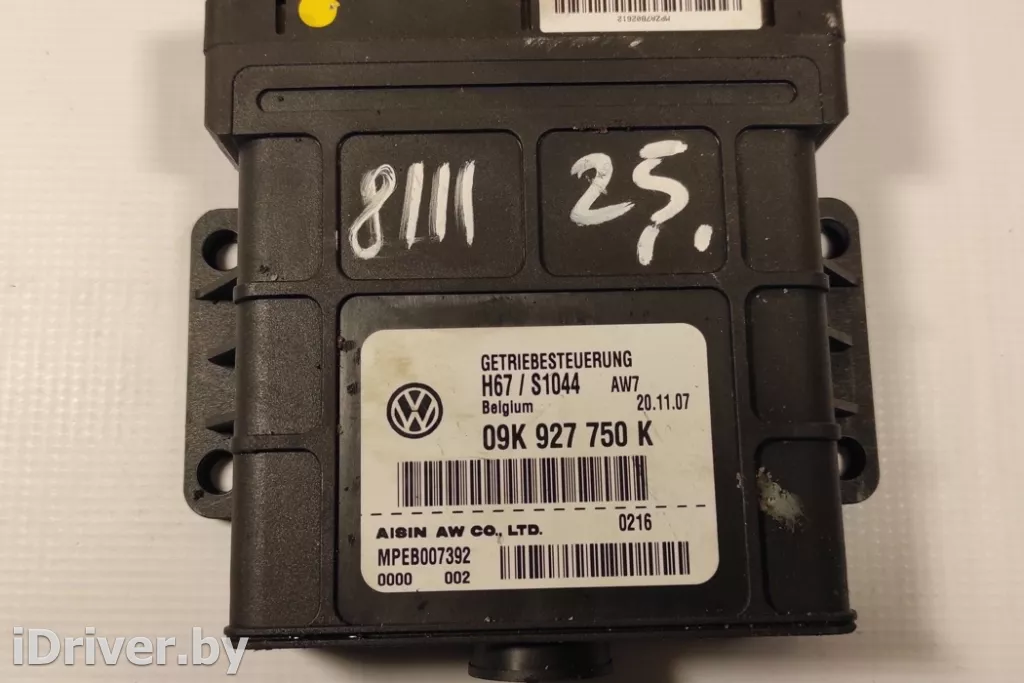 MPZA7B02612
8111 25.
GETRIEBESTEUERUNG
H67 / S1044 AW7
Belgium 20.11.07
09K 927 750 K
AISIN AW CO., LTD. 0216
MPEB007392
0000 002
iDriver.by